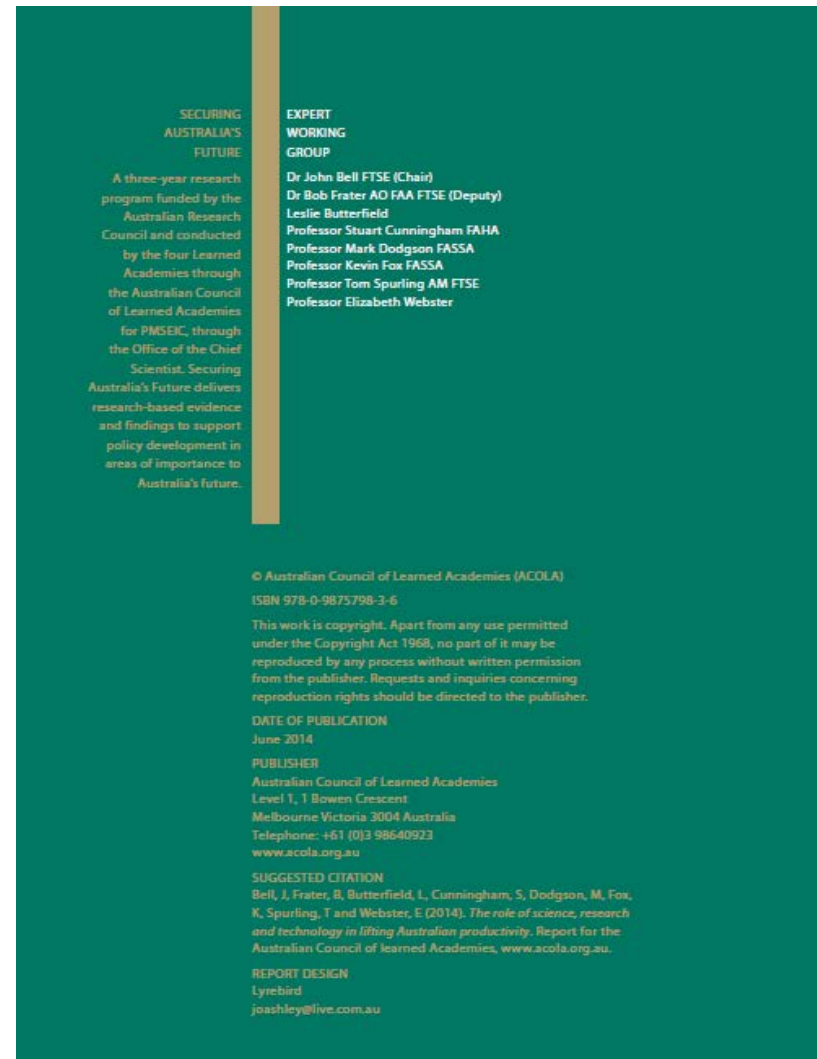 SECURING
AUSTRALIA'S
FUTURE
A three-year research
program funded by the
Australian Research
Council and conducted
by the four Learned
Academies through
the Australian Council
of Learned Academies
for PMSEIC, through
the Office of the Chief
Scientist. Securing
Australia's Future delivers
research-based evidence
and findings to support
policy development in
areas of importance to
Australia's future.
EXPERT
WORKING
GROUP
Dr John Bell FTSE (Chair)
Dr Bob Frater AO FAA FTSE (Deputy)
Leslie Butterfield
Professor Stuart Cunningham FAHA
Professor Mark Dodgson FASSA
Professor Kevin Fox FASSA
Professor Tom Spurling AM FTSE
Professor Elizabeth Webster
© Australian Council of Learned Academies (ACOLA)
ISBN 978-0-9875798-3-6
This work is copyright. Apart from any use permitted
under the Copyright Act 1968, no part of it may be
reproduced by any process without written permission
from the publisher. Requests and inquiries concerning
reproduction rights should be directed to the publisher.
DATE OF PUBLICATION
June 2014
PUBLISHER
Australian Council of Learned Academies
Level 1, 1 Bowen Crescent
Melbourne Victoria 3004 Australia
Telephone: +61 (0)3 98640923
www.acola.org.au
SUGGESTED CITATION
Bell, J, Frater, B, Butterfield, L, Cunningham, S, Dodgson, M, Fox,
K, Spurling, T and Webster, E (2014). The role of science, research
and technology in lifting Australian productivity. Report for the
Australian Council of learned Academies, www.acola.org.au.
REPORT DESIGN
Lyrebird
joashley@live.com.au